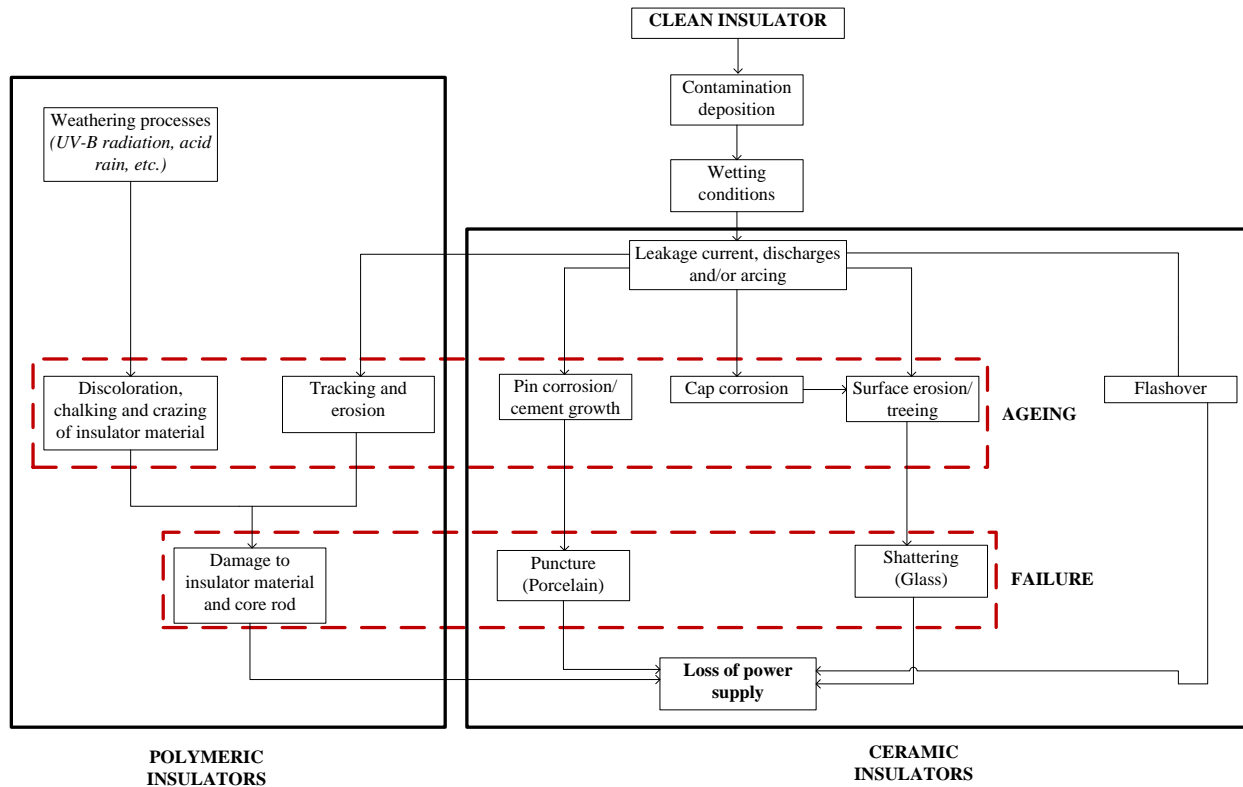 CLEAN INSULATOR
Contamination
deposition
Weathering processes
(UV-B radiation, acid
rain, etc.)
Wetting
conditions
Leakage current, discharges
and/or arcing
Discoloration,
chalking and crazing
of insulator material
Tracking and
erosion
Pin corrosion/
cement growth
Cap corrosion
Surface erosion/
treeing
Flashover
AGEING
Damage to
insulator material
and core rod
Puncture
(Porcelain)
Shattering
(Glass)
FAILURE
Loss of power
supply
POLYMERIC
INSULATORS
CERAMIC
INSULATORS